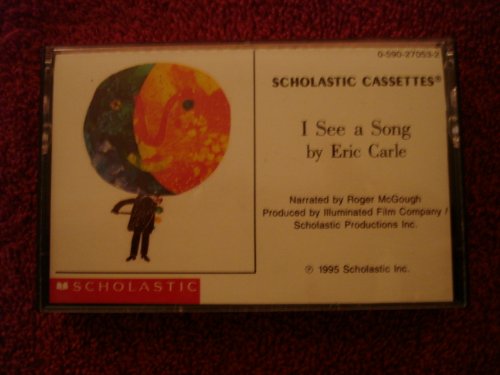 0-590-27053-2
SCHOLASTIC CASSETTES®
I See a Song
by Eric Carle
Narrated by Roger McGough
Produced by Illuminated Film Company /
Scholastic Productions Inc.
℗ 1995 Scholastic Inc.
SCHOLASTIC